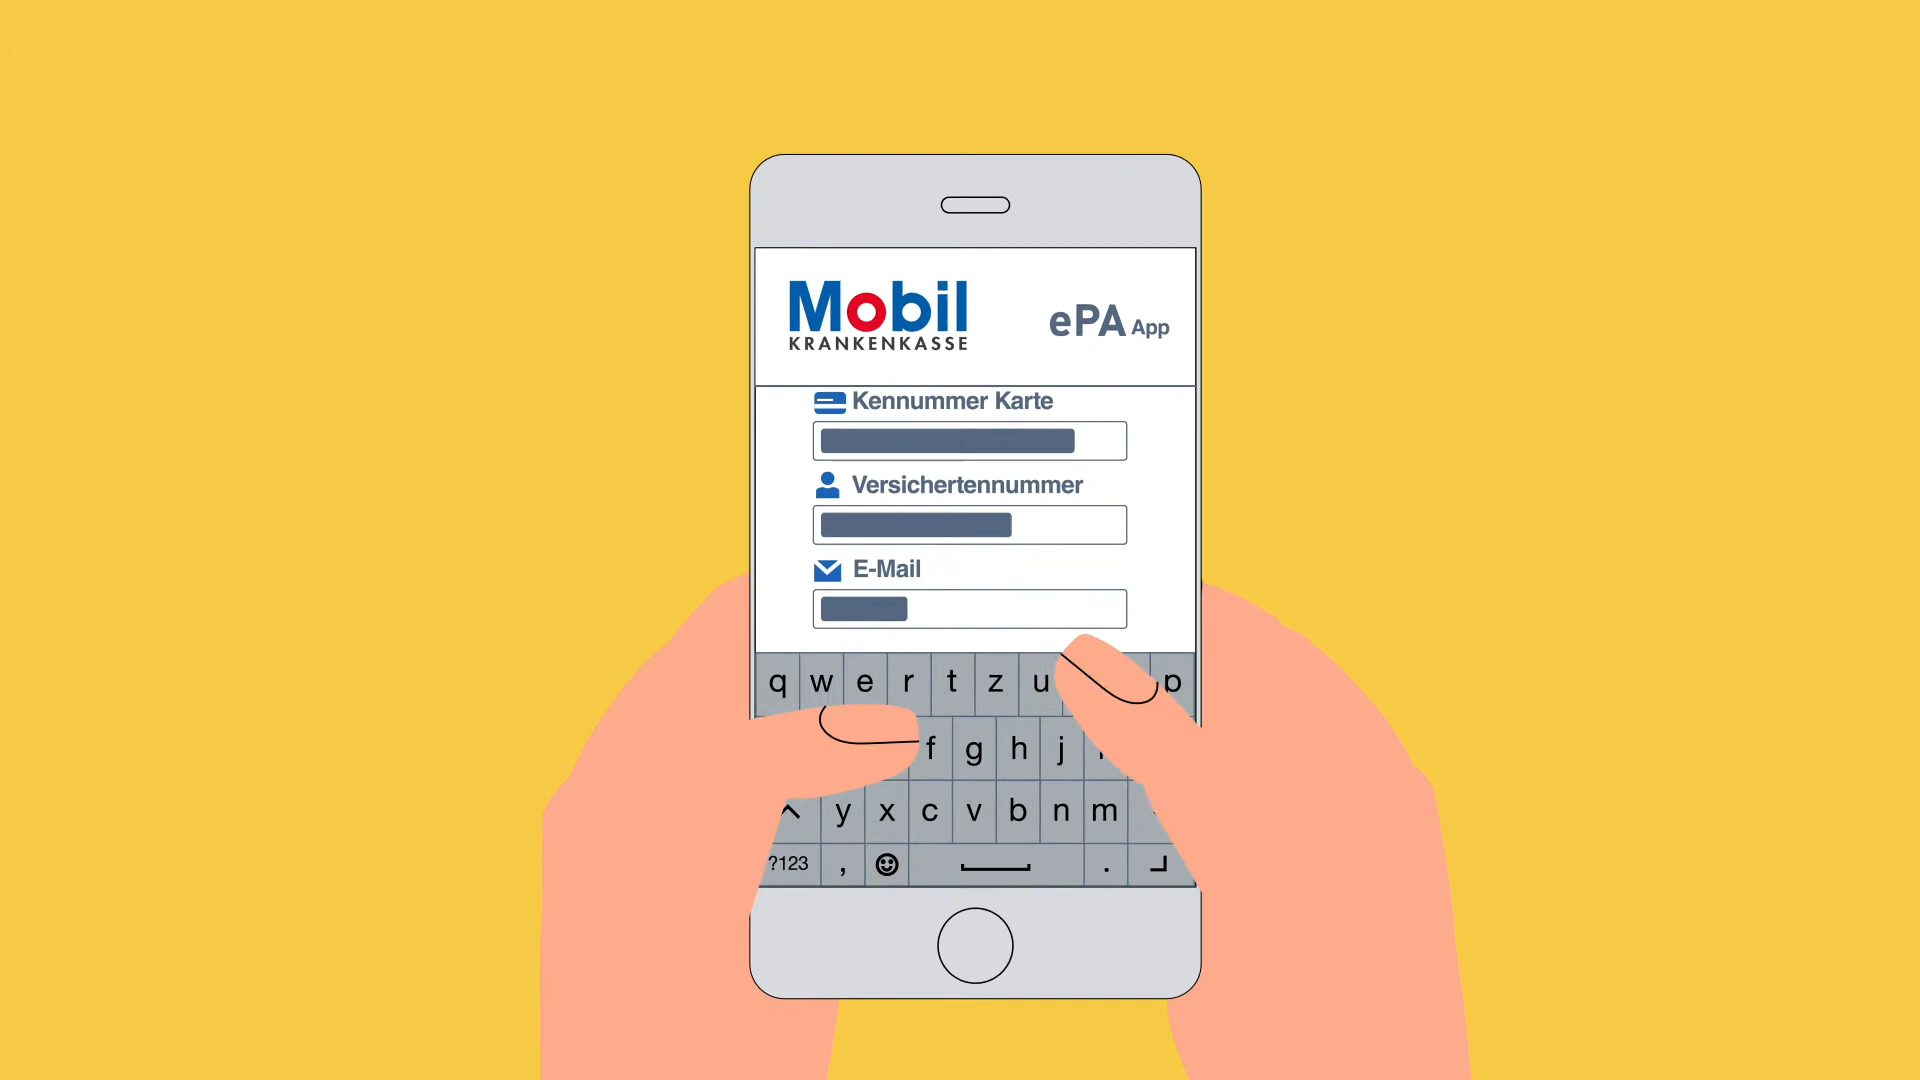 Mobil
KRANKENKASSE
ePA App
Kennummer Karte
Versichertennummer
E-Mail
q w e r t z u p
f g h j
y x c v b n m
?123 , .